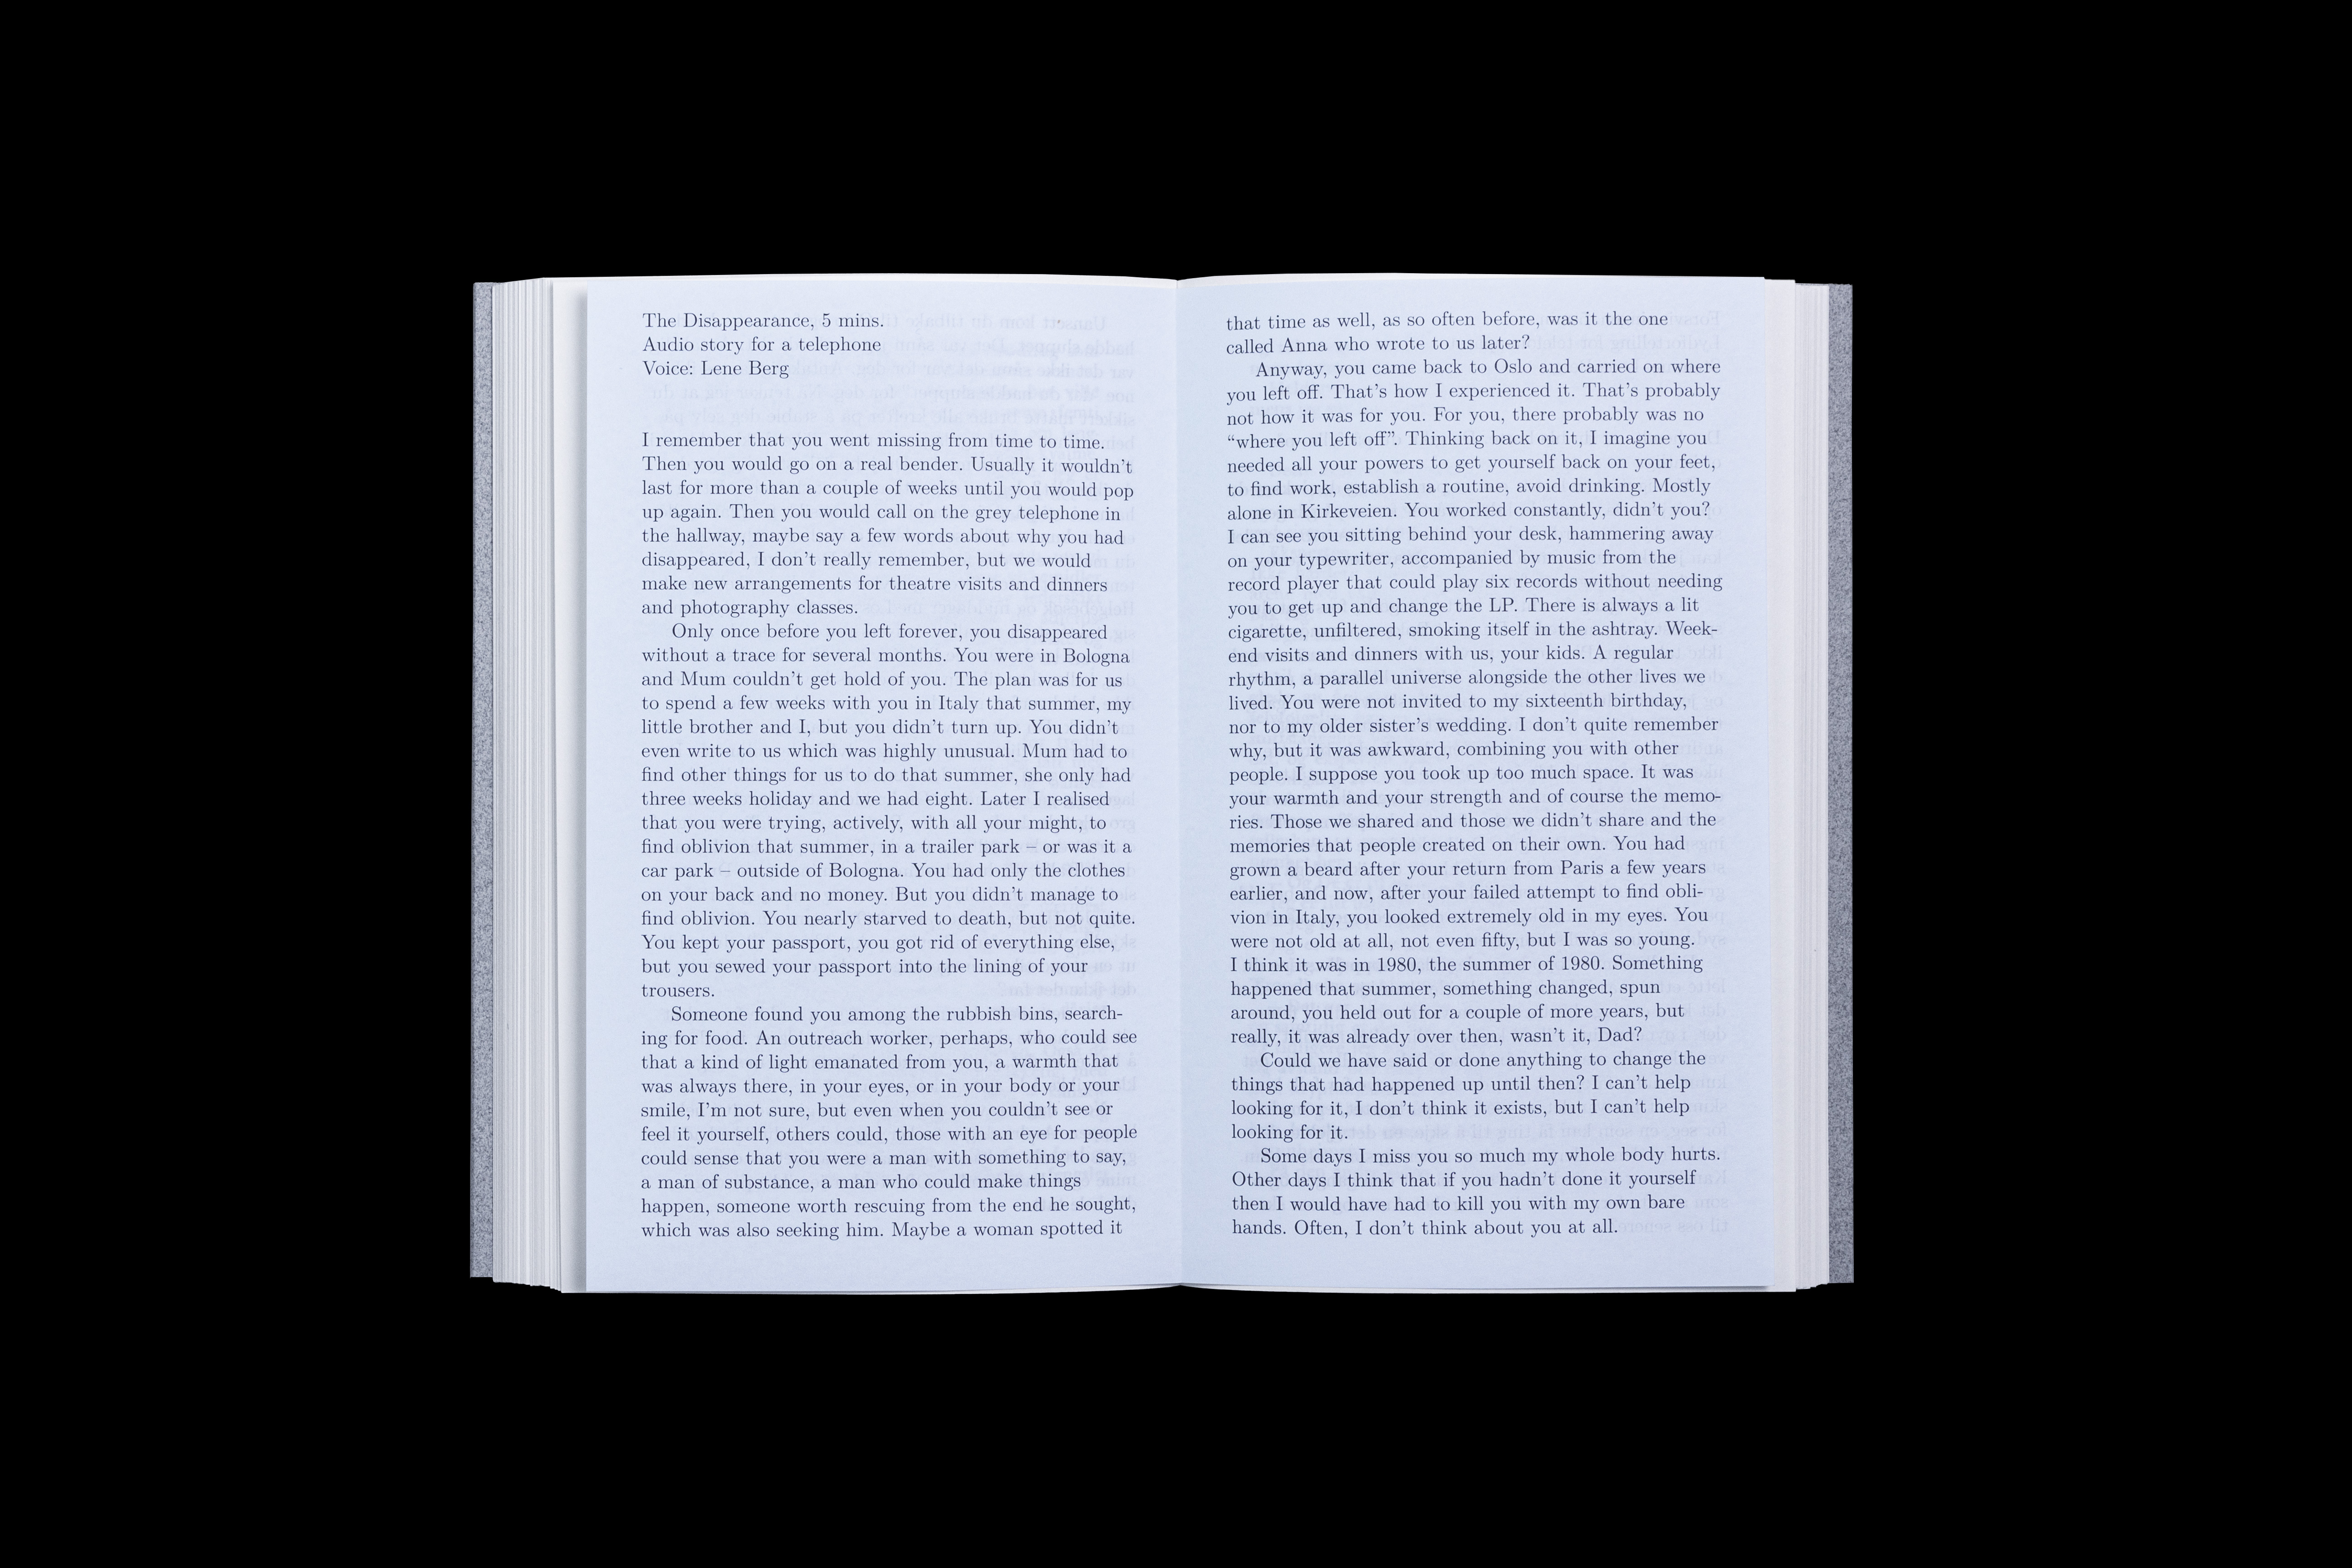 The Disappearance, 5 mins.
Audio story for a telephone
Voice: Lene Berg
I remember that you went missing from time to time.
Then you would go on a real bender. Usually it wouldn't
last for more than a couple of weeks until you would pop
up again. Then you would call on the grey telephone in
the hallway, maybe say a few words about why you had
disappeared, I don't really remember, but we would
make new arrangements for theatre visits and dinners
and photography classes.
Only once before you left forever, you disappeared
without a trace for several months. You were in Bologna
and Mum couldn't get hold of you. The plan was for us
to spend a few weeks with you in Italy that summer, my
little brother and I, but you didn't turn up. You didn't
even write to us which was highly unusual. Mum had to
find other things for us to do that summer, she only had
three weeks holiday and we had eight. Later I realised
that you were trying, actively, with all your might, to
find oblivion that summer, in a trailer park – or was it a
car park – outside of Bologna. You had only the clothes
on your back and no money. But you didn't manage to
find oblivion. You nearly starved to death, but not quite.
You kept your passport, you got rid of everything else,
but you sewed your passport into the lining of your
trousers.
Someone found you among the rubbish bins, search-
ing for food. An outreach worker, perhaps, who could see
that a kind of light emanated from you, a warmth that
was always there, in your eyes, or in your body or your
smile, I'm not sure, but even when you couldn't see or
feel it yourself, others could, those with an eye for people
could sense that you were a man with something to say,
a man of substance, a man who could make things
happen, someone worth rescuing from the end he sought,
which was also seeking him. Maybe a woman spotted it
that time as well, as so often before, was it the one
called Anna who wrote to us later?
Anyway, you came back to Oslo and carried on where
you left off. That's how I experienced it. That's probably
not how it was for you. For you, there probably was no
“where you left off”. Thinking back on it, I imagine you
needed all your powers to get yourself back on your feet,
to find work, establish a routine, avoid drinking. Mostly
alone in Kirkeveien. You worked constantly, didn't you?
I can see you sitting behind your desk, hammering away
on your typewriter, accompanied by music from the
record player that could play six records without needing
you to get up and change the LP. There is always a lit
cigarette, unfiltered, smoking itself in the ashtray. Week-
end visits and dinners with us, your kids. A regular
rhythm, a parallel universe alongside the other lives we
lived. You were not invited to my sixteenth birthday,
nor to my older sister's wedding. I don't quite remember
why, but it was awkward, combining you with other
people. I suppose you took up too much space. It was
your warmth and your strength and of course the memo-
ries. Those we shared and those we didn't share and the
memories that people created on their own. You had
grown a beard after your return from Paris a few years
earlier, and now, after your failed attempt to find obli-
vion in Italy, you looked extremely old in my eyes. You
were not old at all, not even fifty, but I was so young.
I think it was in 1980, the summer of 1980. Something
happened that summer, something changed, spun
around, you held out for a couple of more years, but
really, it was already over then, wasn't it, Dad?
Could we have said or done anything to change the
things that had happened up until then? I can't help
looking for it, I don't think it exists, but I can't help
looking for it.
Some days I miss you so much my whole body hurts.
Other days I think that if you hadn't done it yourself
then I would have had to kill you with my own bare
hands. Often, I don't think about you at all.